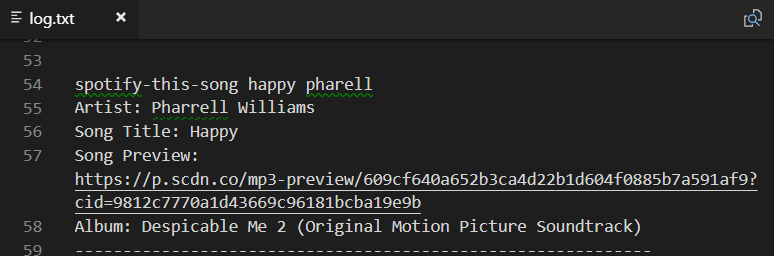 log.txt
52
53
54 spotify-this-song happy pharell
55 Artist: Pharrell Williams
56 Song Title: Happy
57 Song Preview:
https://p.scdn.co/mp3-preview/609cf640a652b3ca4d22b1d604f0885b7a591af9?
cid=9812c7770a1d43669c96181bcba19e9b
58 Album: Despicable Me 2 (Original Motion Picture Soundtrack)
59 ------------------------------------------------------------